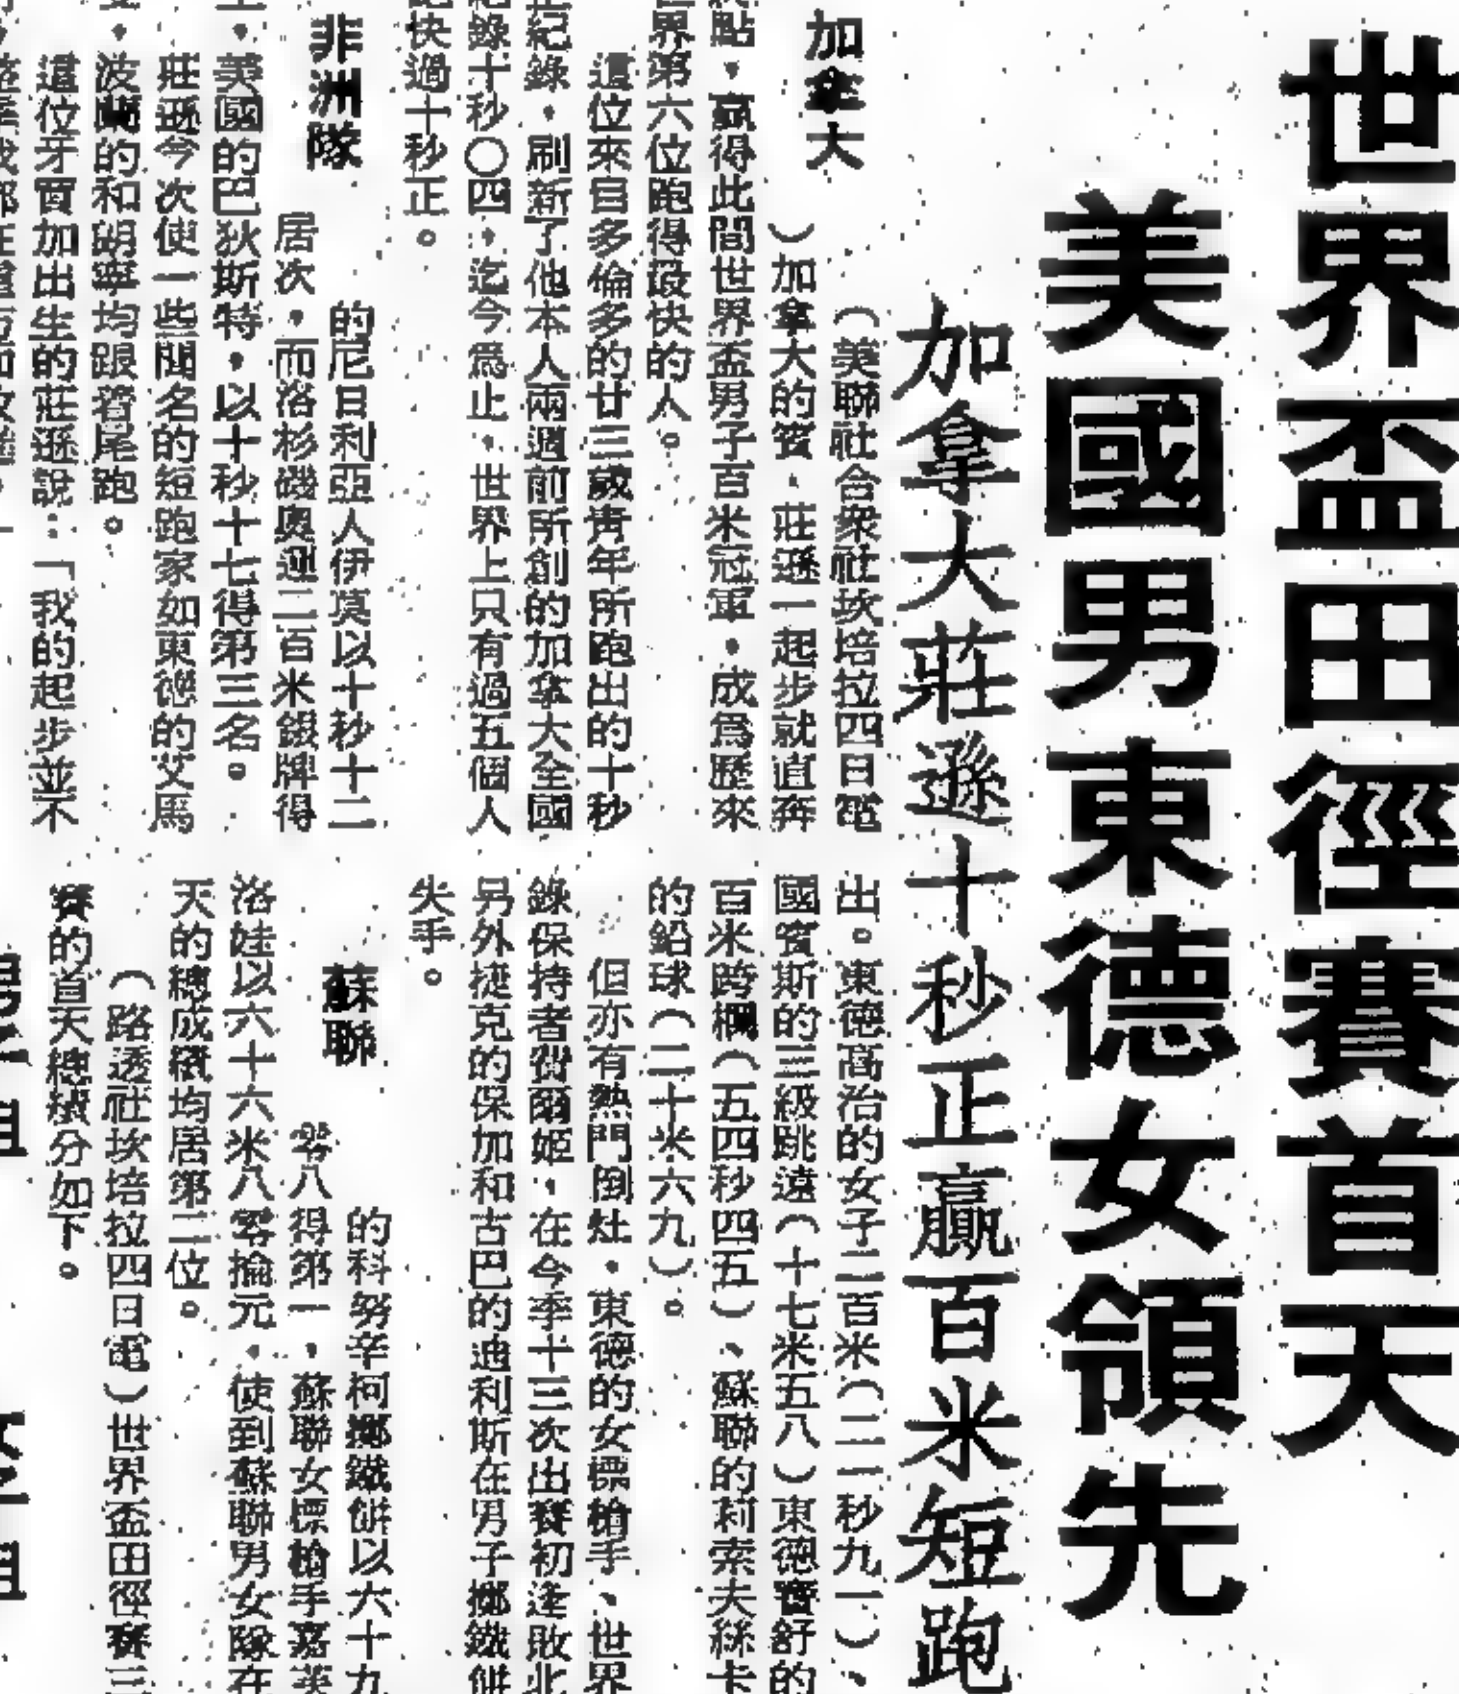 世界盃田徑賽首天
美國男東德女領先
加拿大莊遜十秒正贏百米短跑
加拿大
（美聯社合衆社坎培拉四日電
）加拿大的賓．莊遜一起步就直奔
點，贏得此間世界盃男子百米冠軍，成爲歷來
界第六位跑得最快的人。
這位來自多倫多的廿三歲青年所跑出的十秒
紀錄，刷新了他本人兩週前所創的加拿大全國
錄十秒〇四，迄今爲止，世界上只有過五個人
快過十秒正。
非洲隊
的尼日利亞人伊莫以十秒十二
居次，而洛杉磯奧運二百米銀牌得
，美國的巴狄斯特，以十秒十七得第三名。
莊遜今次使一些聞名的短跑家如東德的艾馬
，波蘭的和胡寧均跟着尾跑。
這位牙買加出生的莊遜說：「我的起步並不
出。東德高治的女子二百米（二一秒九一）、
國賓斯的三級跳遠（十七米五八）東德寶舒的
百米跨欄（五四秒四五）、蘇聯的莉索夫絲卡
的鉛球（二十米六九）。
但亦有熱門倒灶，東德的女標槍手、世界
錄保持者費爾姬，在今季十三次出賽初逢敗北
另外捷克的保加和古巴的迪利斯在男子擲鐵餅
失手。
蘇聯
的科努辛柯擲鐵餅以六十九
零八得第一，蘇聯女標槍手嘉
洛娃以六十六米八零掄元，使到蘇聯男女隊在
天的總成績均居第二位。
（路透社坎培拉四日電）世界盃田徑賽三
賽的首天總績分如下。